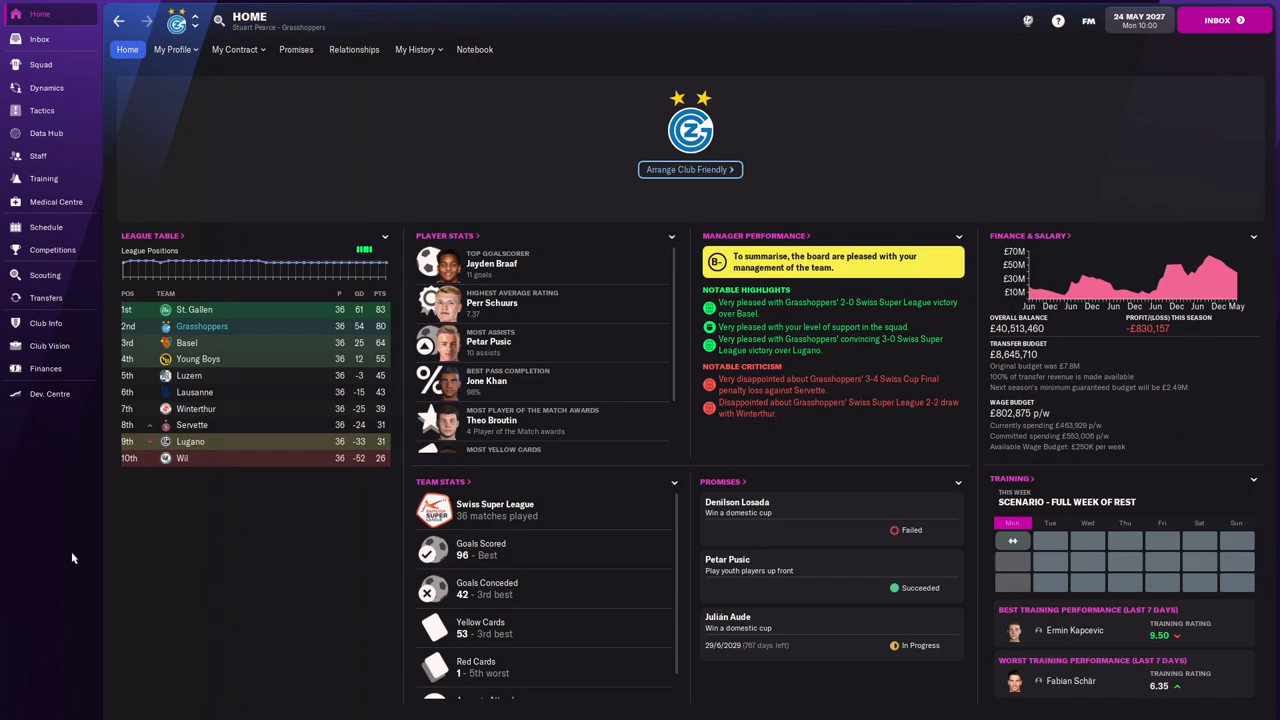 Home
HOME
Stuart Pearce - Grasshoppers
24 MAY 2027
Mon 10:00
FM
INBOX
Home
My Profile
My Contract
Promises
Relationships
My History
Notebook
Inbox
Squad
Dynamics
Tactics
Data Hub
Staff
Training
Medical Centre
Schedule
Competitions
Scouting
Transfers
Club Info
Club Vision
Finances
Dev. Centre
Arrange Club Friendly
LEAGUE TABLE
League Positions
POS TEAM P GD PTS
1st St. Gallen 36 61 83
2nd Grasshoppers 36 54 80
3rd Basel 36 25 64
4th Young Boys 36 12 55
5th Luzern 36 -3 45
6th Lausanne 36 -15 43
7th Winterthur 36 -25 39
8th Servette 36 -24 31
9th Lugano 36 -33 31
10th Wil 36 -52 26
PLAYER STATS
TOP GOALSCORER
Jayden Braaf
11 goals
HIGHEST AVERAGE RATING
Perr Schuurs
7.37
MOST ASSISTS
Petar Pusic
10 assists
BEST PASS COMPLETION
Jone Khan
98%
MOST PLAYER OF THE MATCH AWARDS
Theo Broutin
4 Player of the Match awards
MOST YELLOW CARDS
TEAM STATS
Swiss Super League
36 matches played
Goals Scored
96 - Best
Goals Conceded
42 - 3rd best
Yellow Cards
53 - 3rd best
Red Cards
1 - 5th worst
MANAGER PERFORMANCE
B-
To summarise, the board are pleased with your
management of the team.
NOTABLE HIGHLIGHTS
Very pleased with Grasshoppers' 2-0 Swiss Super League victory
over Basel.
Very pleased with your level of support in the squad.
Very pleased with Grasshoppers' convincing 3-0 Swiss Super
League victory over Lugano.
NOTABLE CRITICISM
Very disappointed about Grasshoppers' 3-4 Swiss Cup Final
penalty loss against Servette.
Disappointed about Grasshoppers' Swiss Super League 2-2 draw
with Winterthur.
PROMISES
Denilson Losada
Win a domestic cup
Failed
Petar Pusic
Play youth players up front
Succeeded
Julián Aude
Win a domestic cup
29/6/2029 (767 days left)
In Progress
FINANCE & SALARY
£70M
£50M
£30M
£10M
Jun Dec Jun Dec Jun Dec Jun Dec Jun Dec May
OVERALL BALANCE
£40,513,460
PROFIT/(LOSS) THIS SEASON
-£830,157
TRANSFER BUDGET
£8,645,710
Original budget was £7.8M
100% of transfer revenue is made available
Next season's minimum guaranteed budget will be £2.49M.
WAGE BUDGET
£802,875 p/w
Currently spending £463,929 p/w
Committed spending £553,006 p/w
Available Wage Budget: £250K per week
TRAINING
THIS WEEK
SCENARIO - FULL WEEK OF REST
Mon Tue Wed Thu Fri Sat Sun
BEST TRAINING PERFORMANCE (LAST 7 DAYS)
Ermin Kapcevic
TRAINING RATING
9.50
WORST TRAINING PERFORMANCE (LAST 7 DAYS)
Fabian Schär
TRAINING RATING
6.35